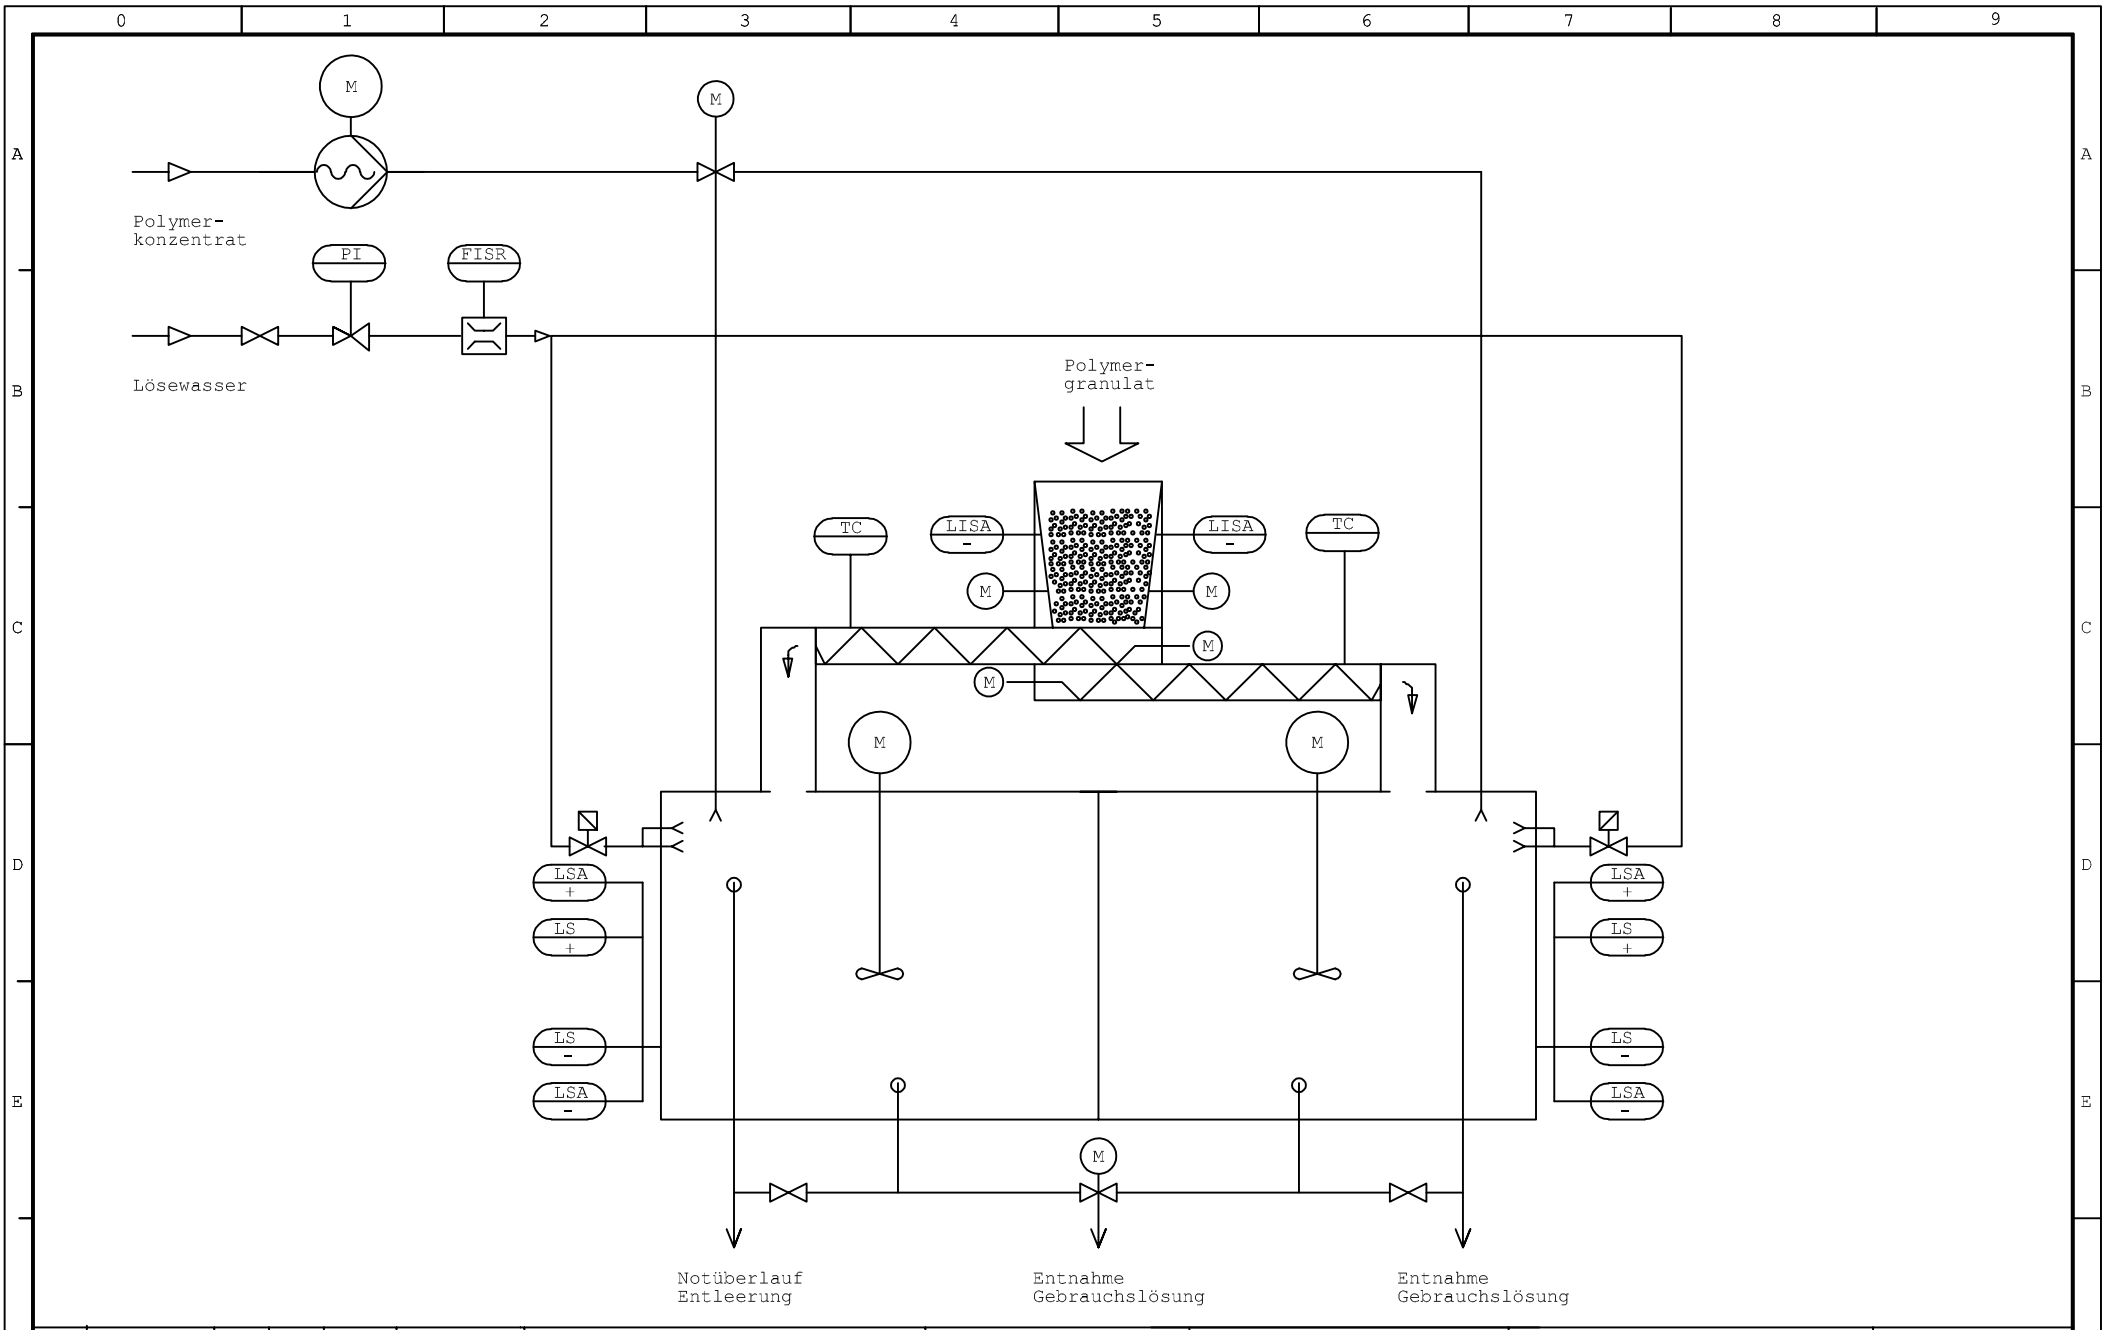 0 1 2 3 4 5 6 7 8 9
M
M
A A
Polymer-
konzentrat
PI FISR
Polymer-
granulat
Lösewasser
B B
TC LISA LISA TC
- -
M M
C C
M
M
M M
D D
LSA LSA
+ +
LS LS
+ +
LS LS
- -
LSA LSA
- -
E E
M
Notüberlauf Entnahme Entnahme
Entleerung Gebrauchslösung Gebrauchslösung